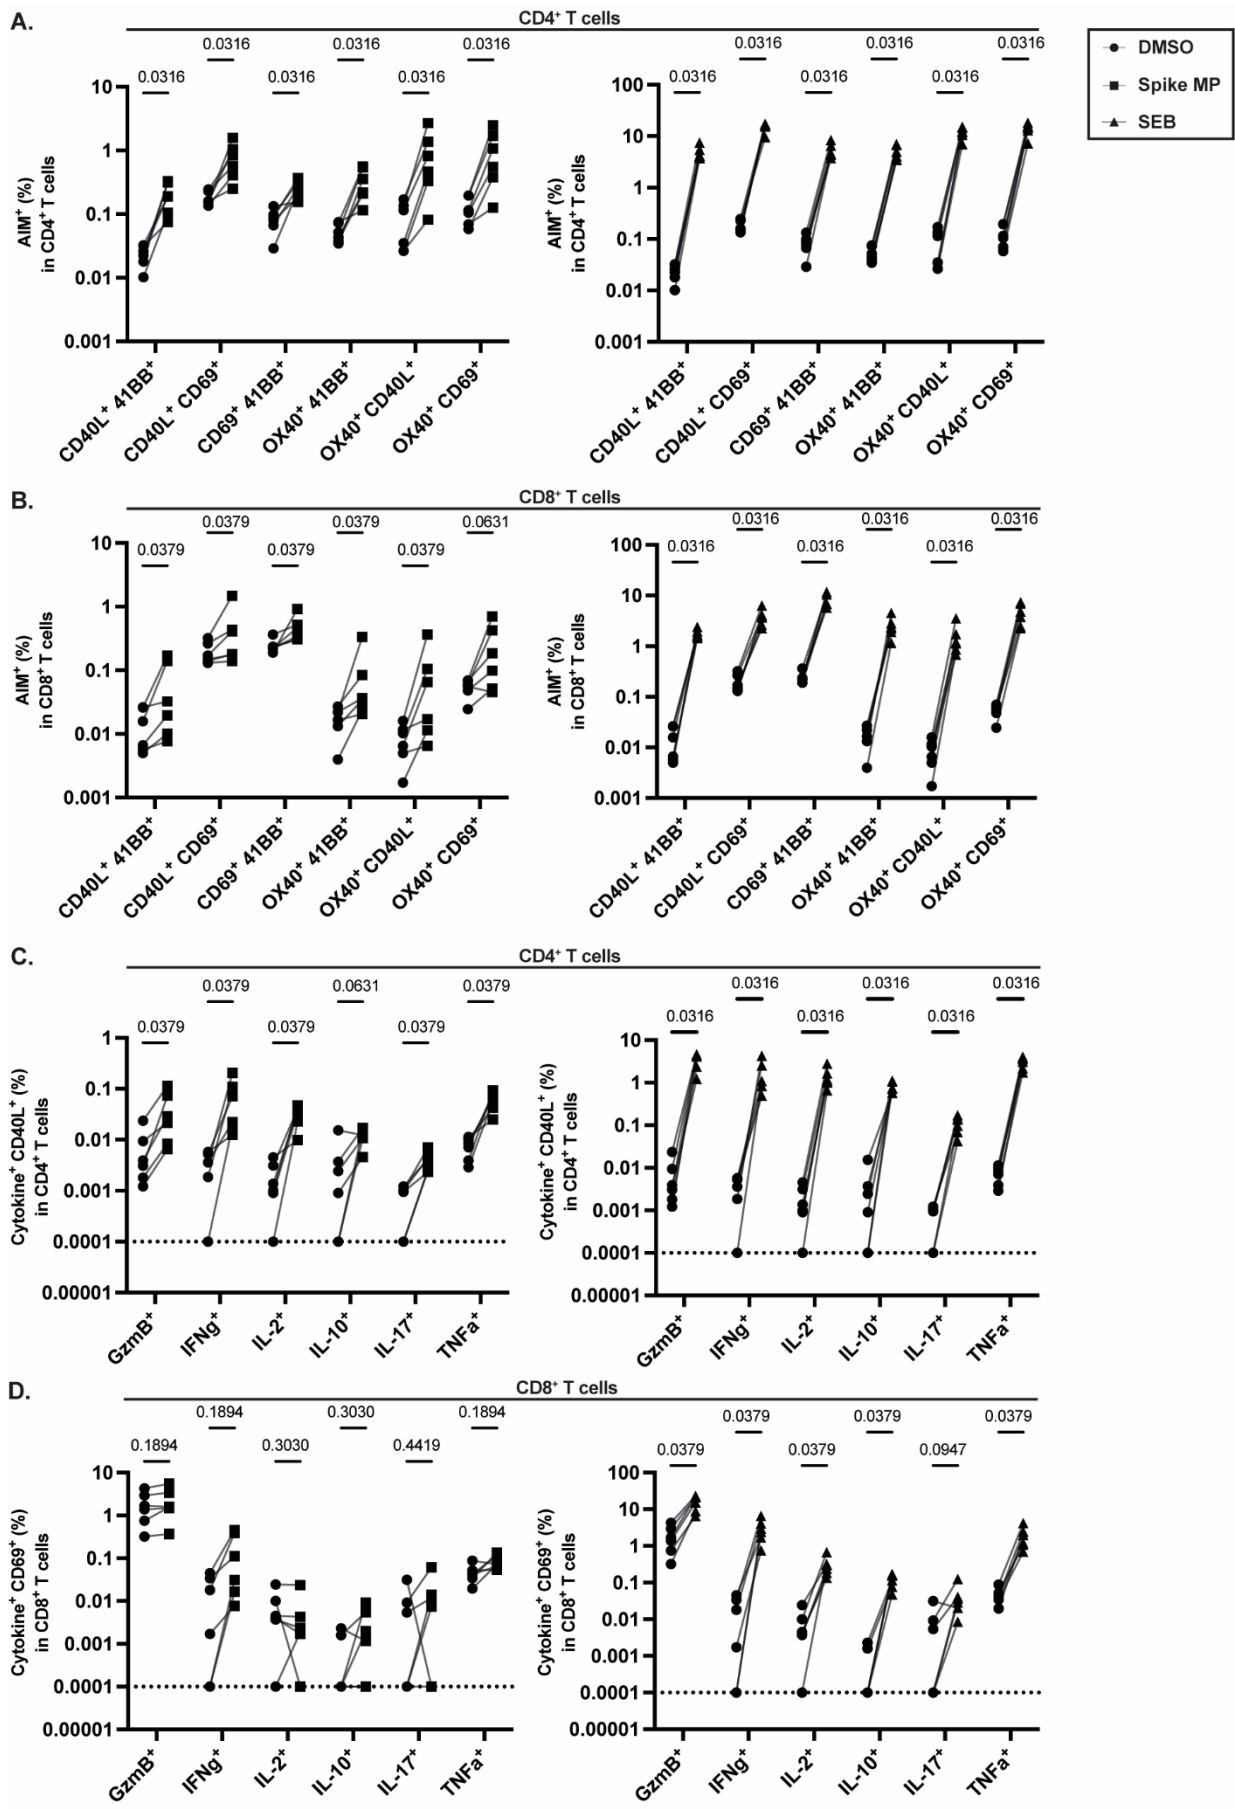 A.
CD4⁺ T cells
0.0316 0.0316 0.0316
0.0316 0.0316 0.0316
10
1
0.1
0.01
0.001
AIM⁺ (%)
in CD4⁺ T cells
CD40L⁺ 41BB⁺
CD40L⁺ CD69⁺
CD69⁺ 41BB⁺
OX40⁺ 41BB⁺
OX40⁺ CD40L⁺
OX40⁺ CD69⁺
0.0316 0.0316 0.0316
0.0316 0.0316 0.0316
100
10
1
0.1
0.01
0.001
AIM⁺ (%)
in CD4⁺ T cells
CD40L⁺ 41BB⁺
CD40L⁺ CD69⁺
CD69⁺ 41BB⁺
OX40⁺ 41BB⁺
OX40⁺ CD40L⁺
OX40⁺ CD69⁺
DMSO
Spike MP
SEB
B.
CD8⁺ T cells
0.0379 0.0379 0.0631
0.0379 0.0379 0.0379
10
1
0.1
0.01
0.001
AIM⁺ (%)
in CD8⁺ T cells
CD40L⁺ 41BB⁺
CD40L⁺ CD69⁺
CD69⁺ 41BB⁺
OX40⁺ 41BB⁺
OX40⁺ CD40L⁺
OX40⁺ CD69⁺
0.0316 0.0316 0.0316
0.0316 0.0316 0.0316
100
10
1
0.1
0.01
0.001
AIM⁺ (%)
in CD8⁺ T cells
CD40L⁺ 41BB⁺
CD40L⁺ CD69⁺
CD69⁺ 41BB⁺
OX40⁺ 41BB⁺
OX40⁺ CD40L⁺
OX40⁺ CD69⁺
C.
CD4⁺ T cells
0.0379 0.0631 0.0379
0.0379 0.0379 0.0379
1
0.1
0.01
0.001
0.0001
0.00001
Cytokine⁺ CD40L⁺ (%)
in CD4⁺ T cells
GzmB⁺
IFNg⁺
IL-2⁺
IL-10⁺
IL-17⁺
TNFa⁺
0.0316 0.0316 0.0316
0.0316 0.0316 0.0316
10
1
0.1
0.01
0.001
0.0001
0.00001
Cytokine⁺ CD40L⁺ (%)
in CD4⁺ T cells
GzmB⁺
IFNg⁺
IL-2⁺
IL-10⁺
IL-17⁺
TNFa⁺
D.
CD8⁺ T cells
0.1894 0.3030 0.1894
0.1894 0.3030 0.4419
10
1
0.1
0.01
0.001
0.0001
0.00001
Cytokine⁺ CD69⁺ (%)
in CD8⁺ T cells
GzmB⁺
IFNg⁺
IL-2⁺
IL-10⁺
IL-17⁺
TNFa⁺
0.0379 0.0379 0.0379
0.0379 0.0379 0.0947
100
10
1
0.1
0.01
0.001
0.0001
0.00001
Cytokine⁺ CD69⁺ (%)
in CD8⁺ T cells
GzmB⁺
IFNg⁺
IL-2⁺
IL-10⁺
IL-17⁺
TNFa⁺